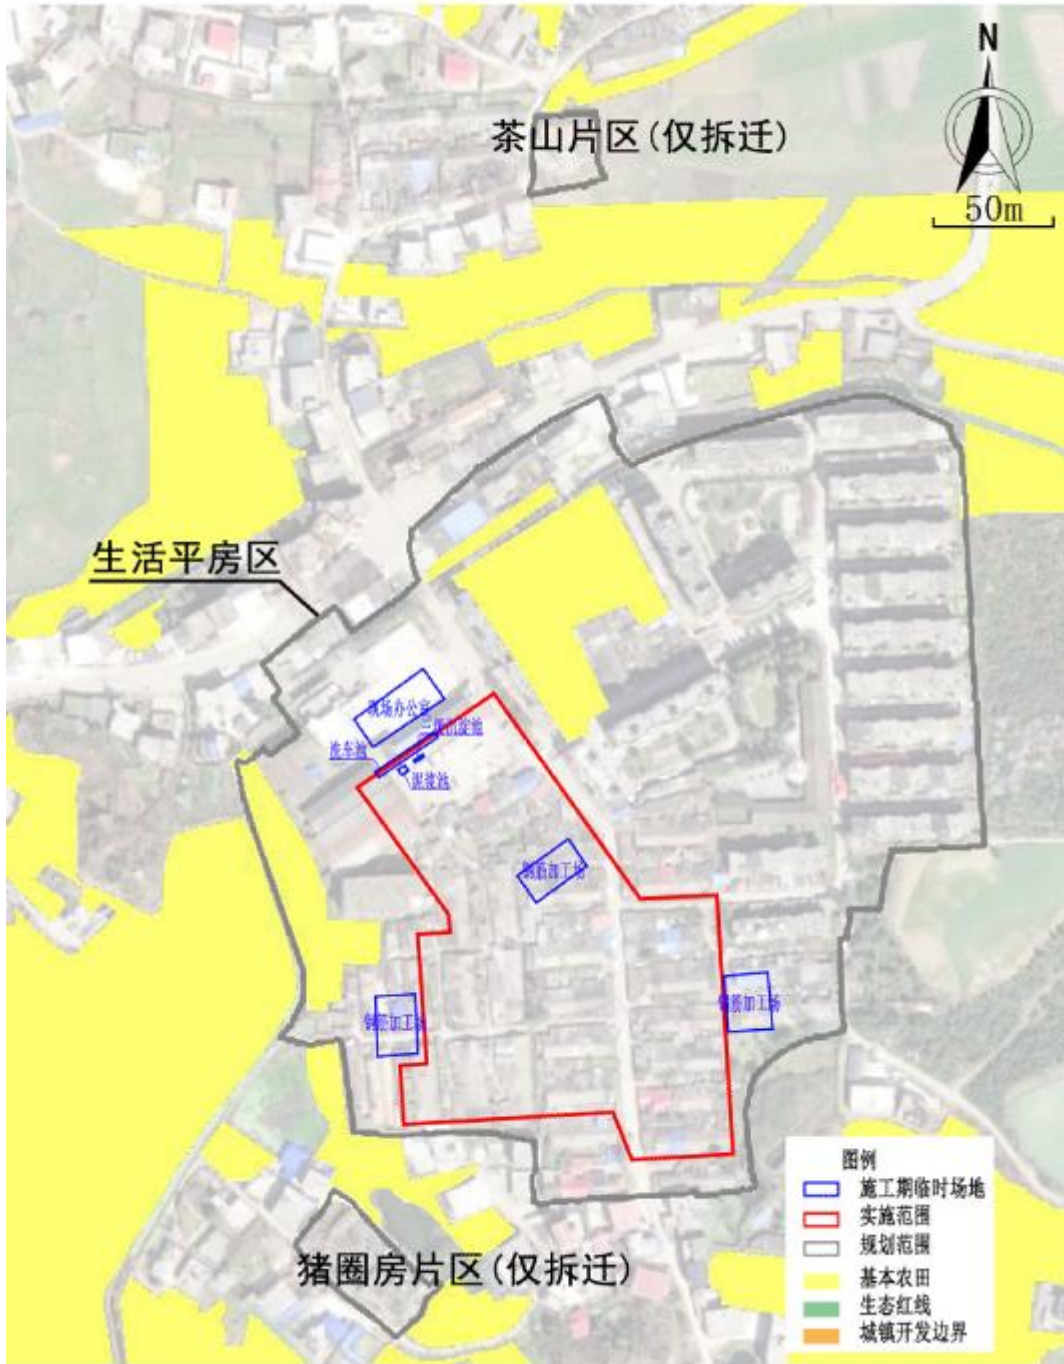 N
茶山片区(仅拆迁)
50m
生活平房区
现场办公室
三级沉淀池
洗车池
泥浆池
钢筋加工场
钢筋加工场
钢筋加工场
图例
施工期临时场地
实施范围
规划范围
基本农田
生态红线
城镇开发边界
猪圈房片区(仅拆迁)